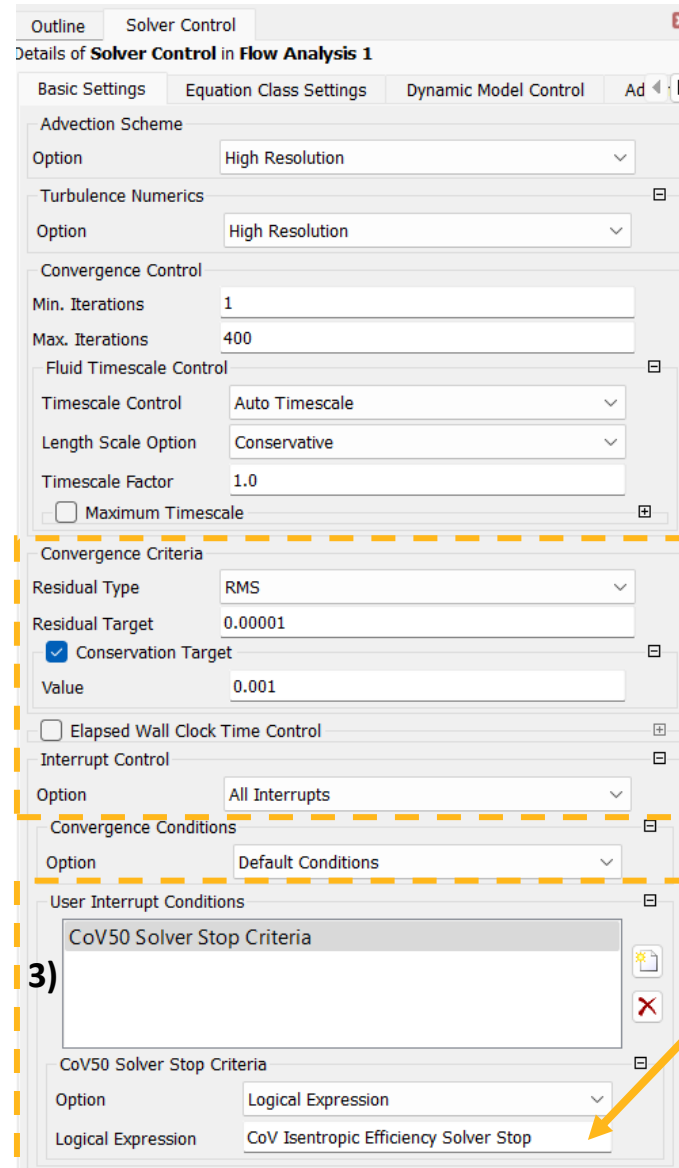 Outline Solver Control
Details of Solver Control in Flow Analysis 1
Basic Settings Equation Class Settings Dynamic Model Control
Advection Scheme
Option High Resolution
Turbulence Numerics
Option High Resolution
Convergence Control
Min. Iterations 1
Max. Iterations 400
Fluid Timescale Control
Timescale Control Auto Timescale
Length Scale Option Conservative
Timescale Factor 1.0
Maximum Timescale
Convergence Criteria
Residual Type RMS
Residual Target 0.00001
Conservation Target
Value 0.001
Elapsed Wall Clock Time Control
Interrupt Control
Option All Interrupts
Convergence Conditions
Option Default Conditions
User Interrupt Conditions
CoV50 Solver Stop Criteria
3)
CoV50 Solver Stop Criteria
Option Logical Expression
Logical Expression CoV Isentropic Efficiency Solver Stop